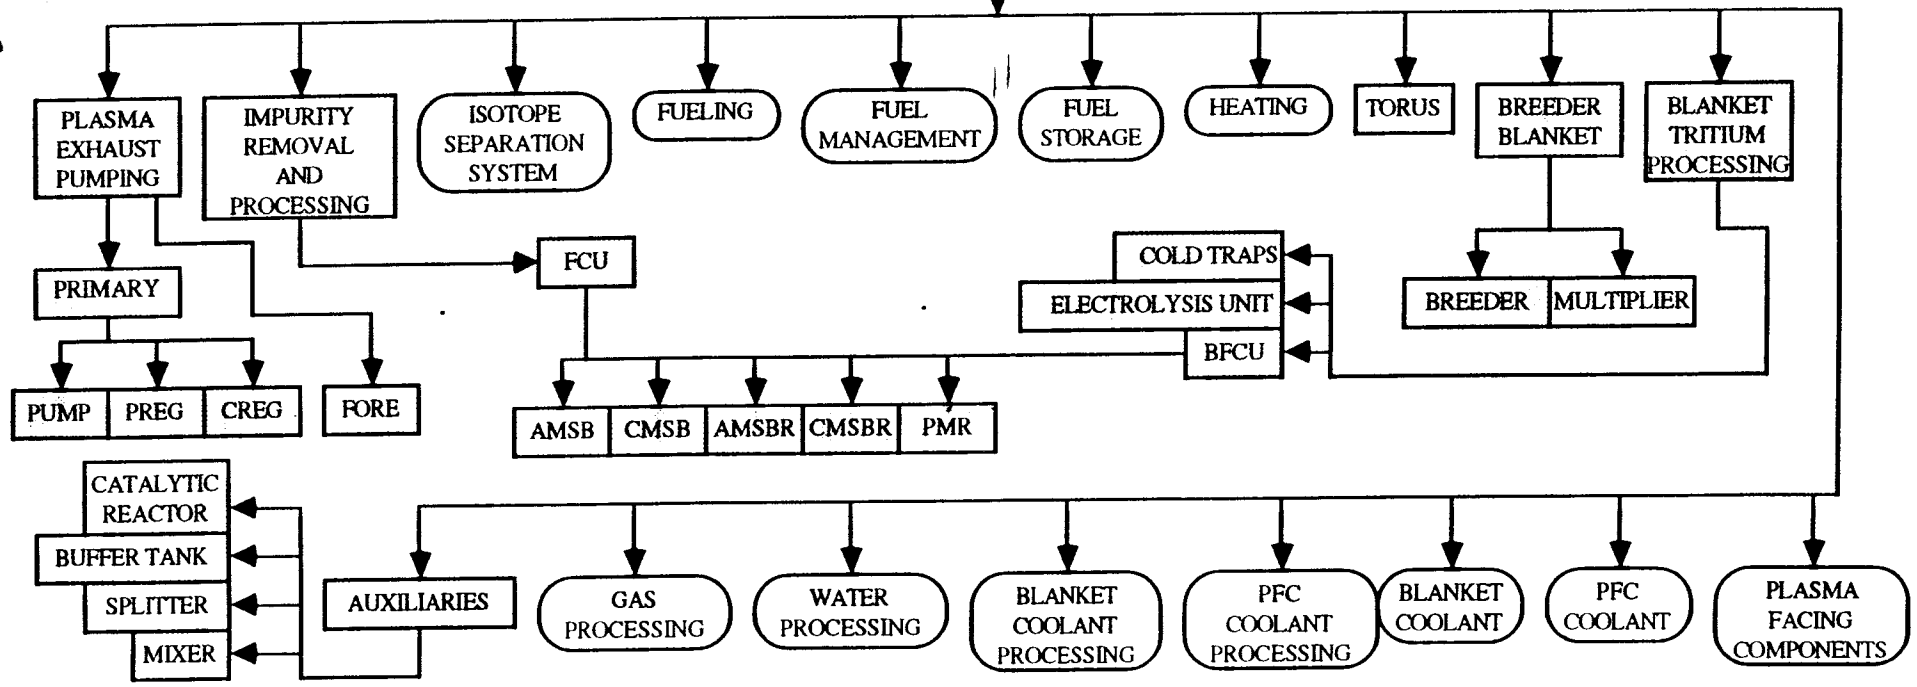 PLASMA
EXHAUST
PUMPING
IMPURITY
REMOVAL
AND
PROCESSING
ISOTOPE
SEPARATION
SYSTEM
FUELING
FUEL
MANAGEMENT
FUEL
STORAGE
HEATING
TORUS
BREEDER
BLANKET
BLANKET
TRITIUM
PROCESSING
PRIMARY
FCU
COLD TRAPS
ELECTROLYSIS UNIT
BFCU
BREEDER
MULTIPLIER
PUMP
PREG
CREG
FORE
AMSB
CMSB
AMSBR
CMSBR
PMR
CATALYTIC
REACTOR
BUFFER TANK
SPLITTER
MIXER
AUXILIARIES
GAS
PROCESSING
WATER
PROCESSING
BLANKET
COOLANT
PROCESSING
PFC
COOLANT
PROCESSING
BLANKET
COOLANT
PFC
COOLANT
PLASMA
FACING
COMPONENTS